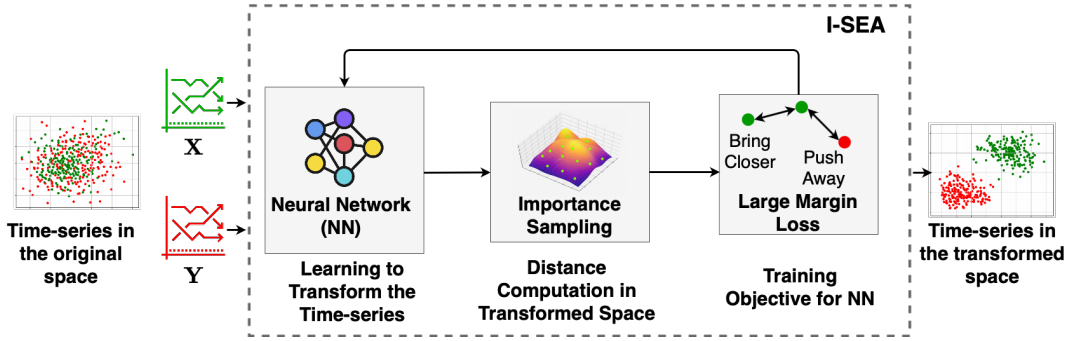 I-SEA
X
Y
Time-series in
the original
space
Neural Network
(NN)
Learning to
Transform the
Time-series
Importance
Sampling
Distance
Computation in
Transformed Space
Bring
Closer
Push
Away
Large Margin
Loss
Training
Objective for NN
Time-series in
the transformed
space